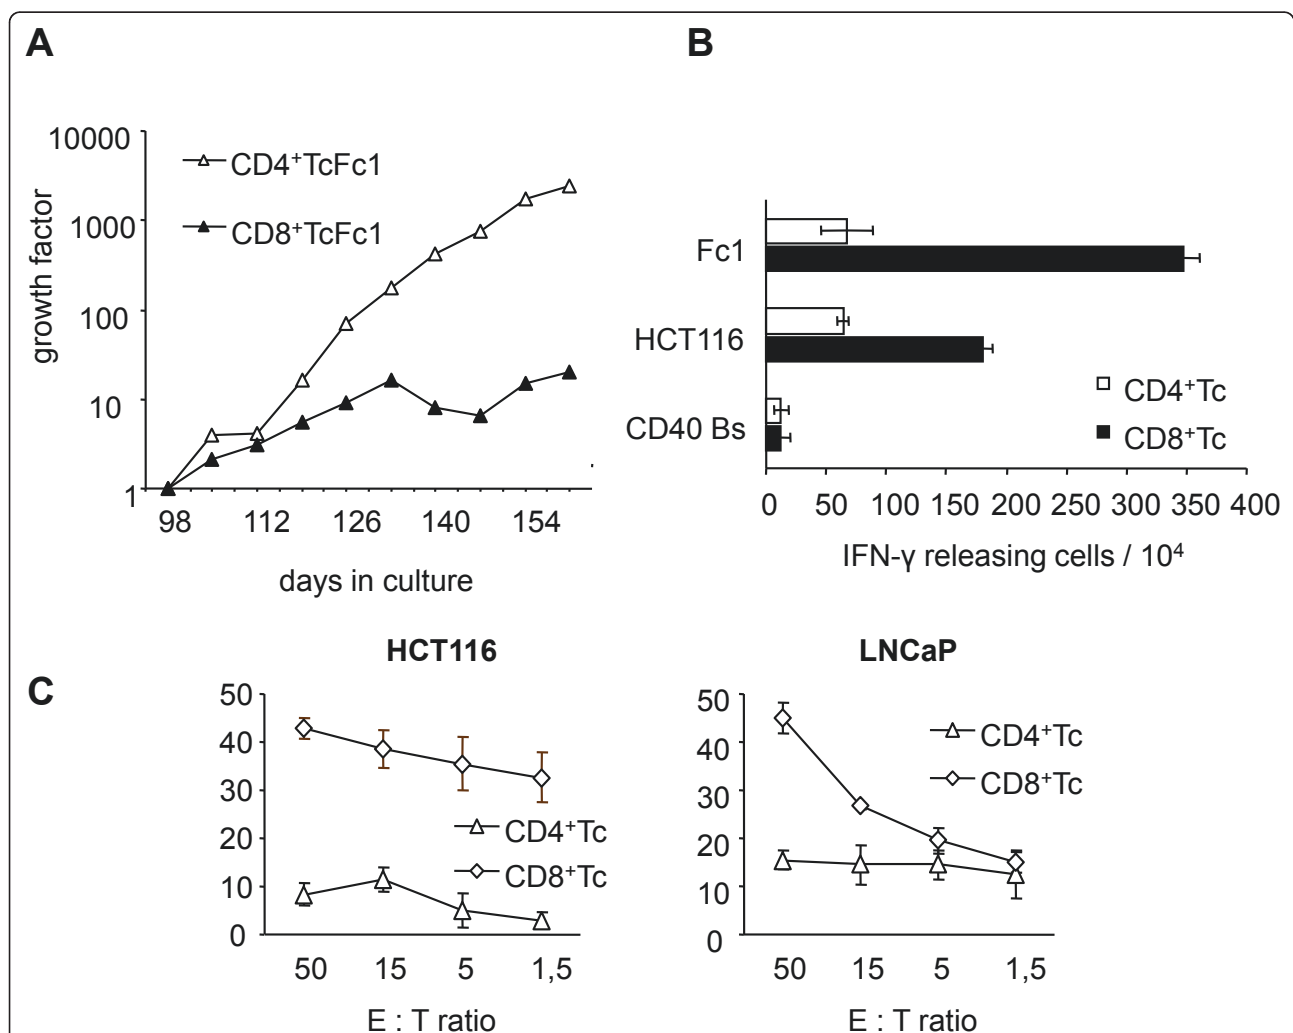 A
10000
1000
100
10
1
growth factor
CD4⁺TcFc1
CD8⁺TcFc1
98 112 126 140 154
days in culture
B
Fc1
HCT116
CD40 Bs
CD4⁺Tc
CD8⁺Tc
0 50 100 150 200 250 300 350 400
IFN-γ releasing cells / 10⁴
C
HCT116
50
40
30
20
10
0
CD4⁺Tc
CD8⁺Tc
50 15 5 1,5
E : T ratio
LNCaP
50
40
30
20
10
0
CD4⁺Tc
CD8⁺Tc
50 15 5 1,5
E : T ratio